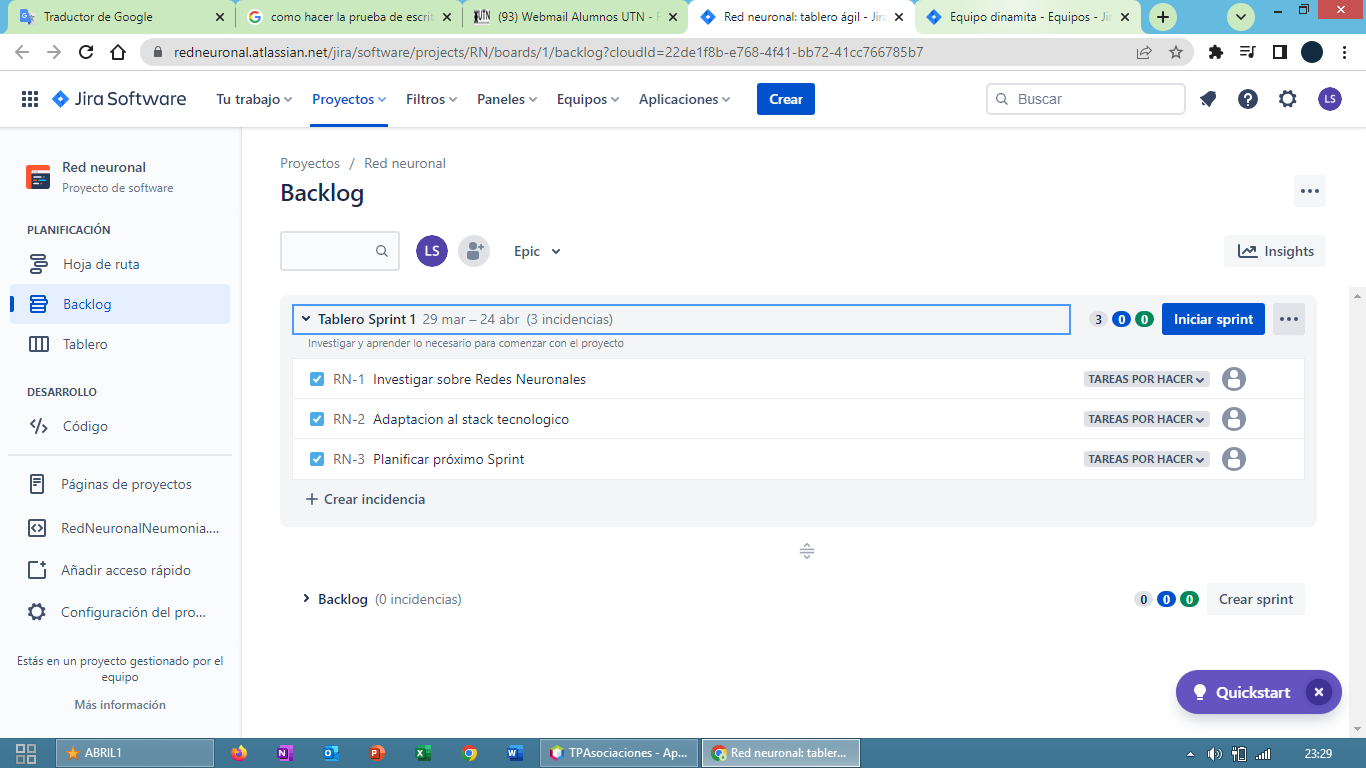 Traductor de Google
como hacer la prueba de escrit
(93) Webmail Alumnos UTN - F
Red neuronal: tablero ágil - Jira
Equipo dinamita - Equipos - Jir
redneuronal.atlassian.net/jira/software/projects/RN/boards/1/backlog?cloudId=22de1f8b-e768-4f41-bb72-41cc766785b7
Jira Software
Tu trabajo
Proyectos
Filtros
Paneles
Equipos
Aplicaciones
Crear
Buscar
LS
Red neuronal
Proyecto de software
PLANIFICACIÓN
Hoja de ruta
Backlog
Tablero
DESARROLLO
Código
Páginas de proyectos
RedNeuronalNeumonia....
Añadir acceso rápido
Configuración del pro...
Estás en un proyecto gestionado por el
equipo
Más información
Proyectos / Red neuronal
Backlog
LS
Epic
Insights
Tablero Sprint 1 29 mar – 24 abr (3 incidencias)
3 0 0
Iniciar sprint
Investigar y aprender lo necesario para comenzar con el proyecto
RN-1 Investigar sobre Redes Neuronales TAREAS POR HACER
RN-2 Adaptacion al stack tecnologico TAREAS POR HACER
RN-3 Planificar próximo Sprint TAREAS POR HACER
+ Crear incidencia
Backlog (0 incidencias) 0 0 0 Crear sprint
Quickstart
ABRIL1
TPAsociaciones - Ap...
Red neuronal: tabler...
23:29